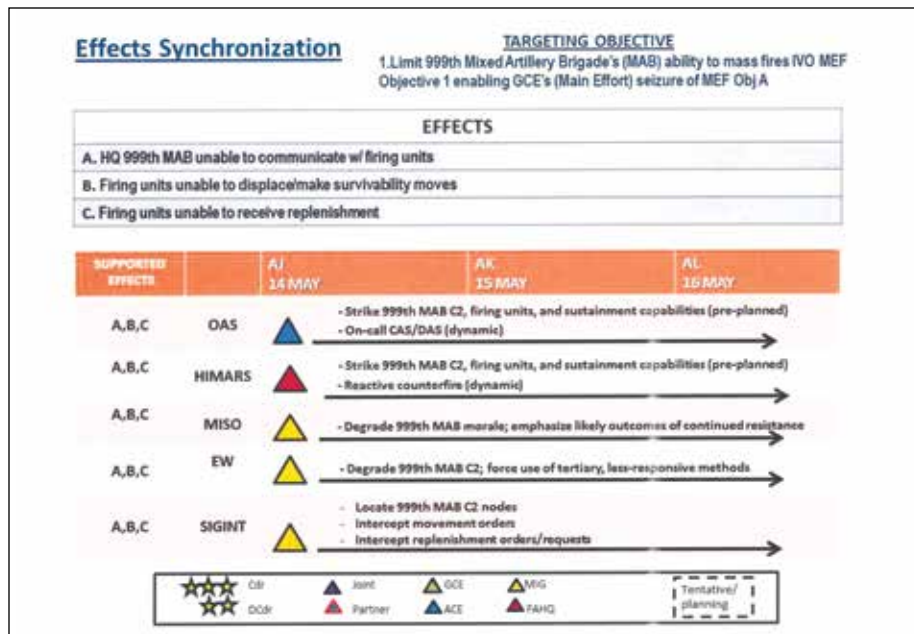 Effects Synchronization
TARGETING OBJECTIVE
1.Limit 999th Mixed Artillery Brigade's (MAB) ability to mass fires IVO MEF
Objective 1 enabling GCE's (Main Effort) seizure of MEF Obj A
EFFECTS
A. HQ 999th MAB unable to communicate w/ firing units
B. Firing units unable to displace/make survivability moves
C. Firing units unable to receive replenishment
SUPPORTED EFFECTS
AJ
14 MAY
AK
15 MAY
AL
16 MAY
A,B,C OAS
- Strike 999th MAB C2, firing units, and sustainment capabilities (pre-planned)
- On-call CAS/DAS (dynamic)
A,B,C HIMARS
- Strike 999th MAB C2, firing units, and sustainment capabilities (pre-planned)
- Reactive counterfire (dynamic)
A,B,C MISO
- Degrade 999th MAB morale; emphasize likely outcomes of continued resistance
A,B,C EW
- Degrade 999th MAB C2; force use of tertiary, less-responsive methods
A,B,C SIGINT
- Locate 999th MAB C2 nodes
- Intercept movement orders
- Intercept replenishment orders/requests
Cdr Joint GCE MIG
DCdr Partner ACE FAHQ
Tentative/
planning